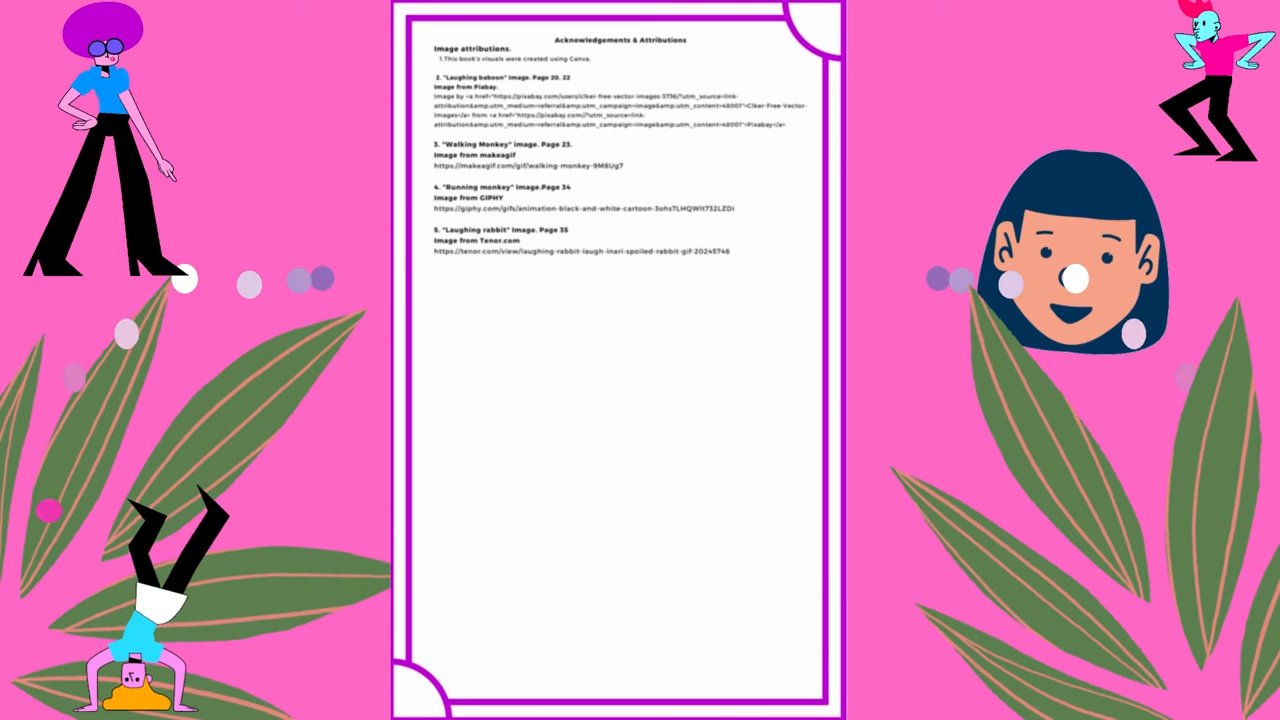 Acknowledgements & Attributions
Image attributions.
1.This book's visuals were created using Canva.
2. "Laughing baboon" Image. Page 20, 22
Image from Pixabay.
Image by <a href="https://pixabay.com/users/clker-free-vector-images-3736/?utm_source=link-
attribution&amp;utm_medium=referral&amp;utm_campaign=image&amp;utm_content=48001">Clker-Free-Vector-
Images</a> from <a href="https://pixabay.com//?utm_source=link-
attribution&amp;utm_medium=referral&amp;utm_campaign=image&amp;utm_content=48001">Pixabay</a>
3. "Walking Monkey" image. Page 23.
Image from makeagif
https://makeagif.com/gif/walking-monkey-9M8Ug7
4. "Running monkey" Image.Page 34
Image from GIPHY
https://giphy.com/gifs/animation-black-and-white-cartoon-3ohs7LHQWIt732LZDi
5. "Laughing rabbit" Image. Page 35
Image from Tenor.com
https://tenor.com/view/laughing-rabbit-laugh-inari-spoiled-rabbit-gif-20245746